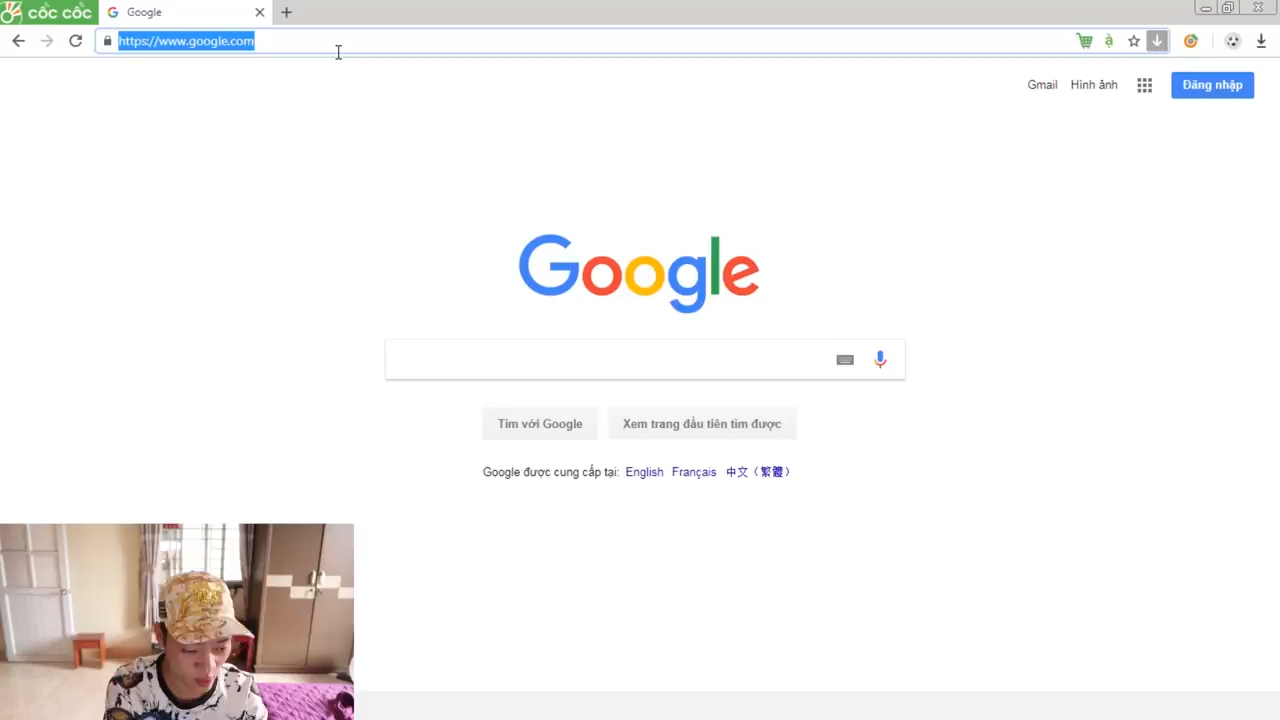 cốc cốc
Google
https://www.google.com
Gmail Hình ảnh
Đăng nhập
Google
Tìm với Google
Xem trang đầu tiên tìm được
Google được cung cấp tại: English Français 中文（繁體）